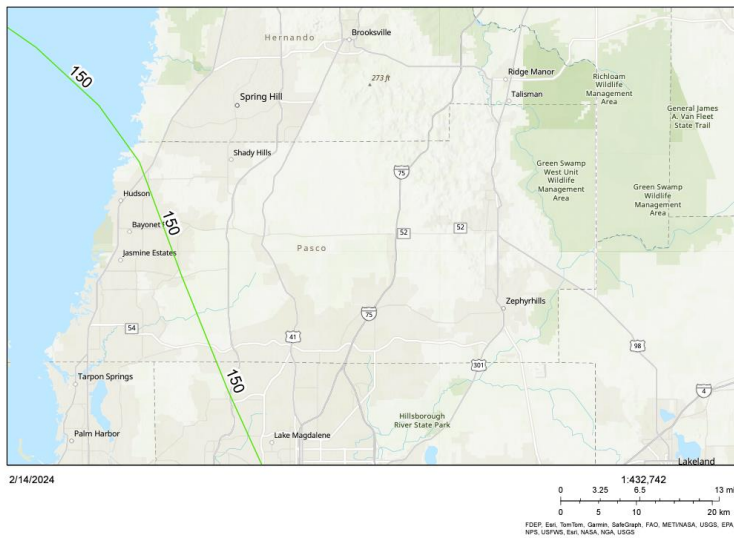 Hernando
Brooksville
150
273 ft
Ridge Manor
Talisman
Richloam
Wildlife
Management
Area
Spring Hill
General James
A. Van Fleet
State Trail
Shady Hills
Green Swamp
West Unit
Wildlife
Management
Area
75
Green Swamp
Wildlife
Management
Area
Hudson
150
Bayonet
52
52
Pasco
Jasmine Estates
Zephyrhills
75
54
41
98
301
Tarpon Springs
150
4
Hillsborough
River State Park
Palm Harbor
Lake Magdalene
Lakeland
2/14/2024
1:432,742
0 3.25 6.5 13 mi
0 5 10 20 km
FDEP, Esri, TomTom, Garmin, SafeGraph, FAO, METI/NASA, USGS, EPA,
NPS, USFWS, Esri, NASA, NGA, USGS